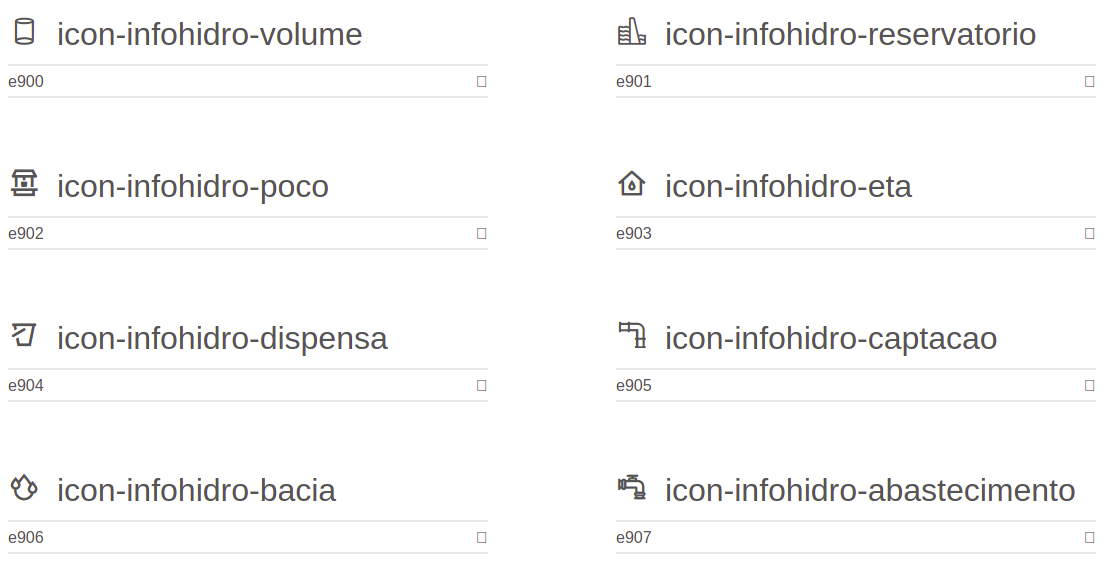 icon-infohidro-volume
e900
icon-infohidro-reservatorio
e901
icon-infohidro-poco
e902
icon-infohidro-eta
e903
icon-infohidro-dispensa
e904
icon-infohidro-captacao
e905
icon-infohidro-bacia
e906
icon-infohidro-abastecimento
e907